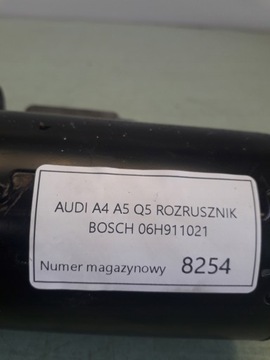 AUDI A4 A5 Q5 ROZRUSZNIK
BOSCH 06H911021
Numer magazynowy 8254